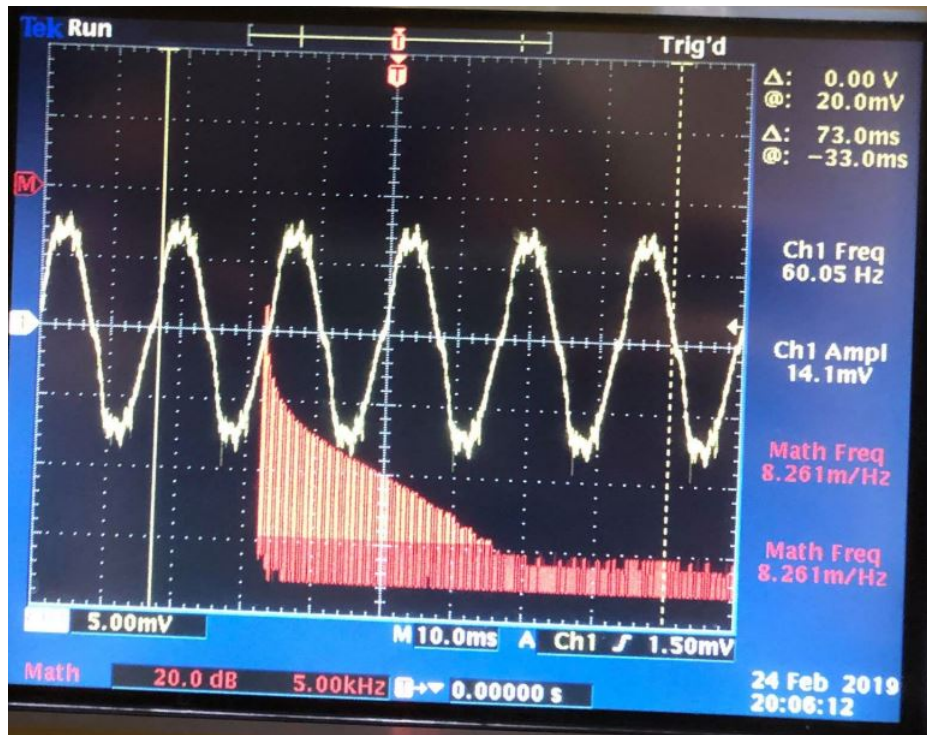 Tek Run
Trig'd
T
Δ: 0.00 V
@: 20.0mV
Δ: 73.0ms
@: −33.0ms
M
Ch1 Freq
60.05 Hz
Ch1 Ampl
14.1mV
Math Freq
8.261m/Hz
Math Freq
8.261m/Hz
5.00mV
M 10.0ms A Ch1 ƒ 1.50mV
Math 20.0 dB 5.00kHz
T→▼ 0.00000 s
24 Feb 2019
20:06:12